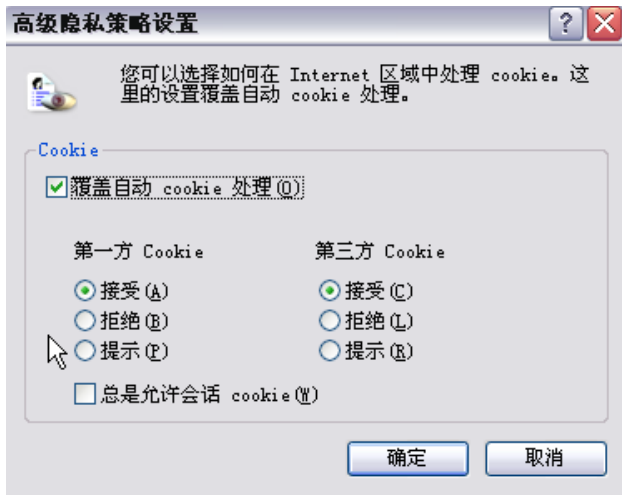 高级隐私策略设置
您可以选择如何在 Internet 区域中处理 cookie。这
里的设置覆盖自动 cookie 处理。
Cookie
覆盖自动 cookie 处理(O)
第一方 Cookie
第三方 Cookie
接受(A)
接受(C)
拒绝(B)
拒绝(L)
提示(P)
提示(R)
总是允许会话 cookie(W)
确定
取消